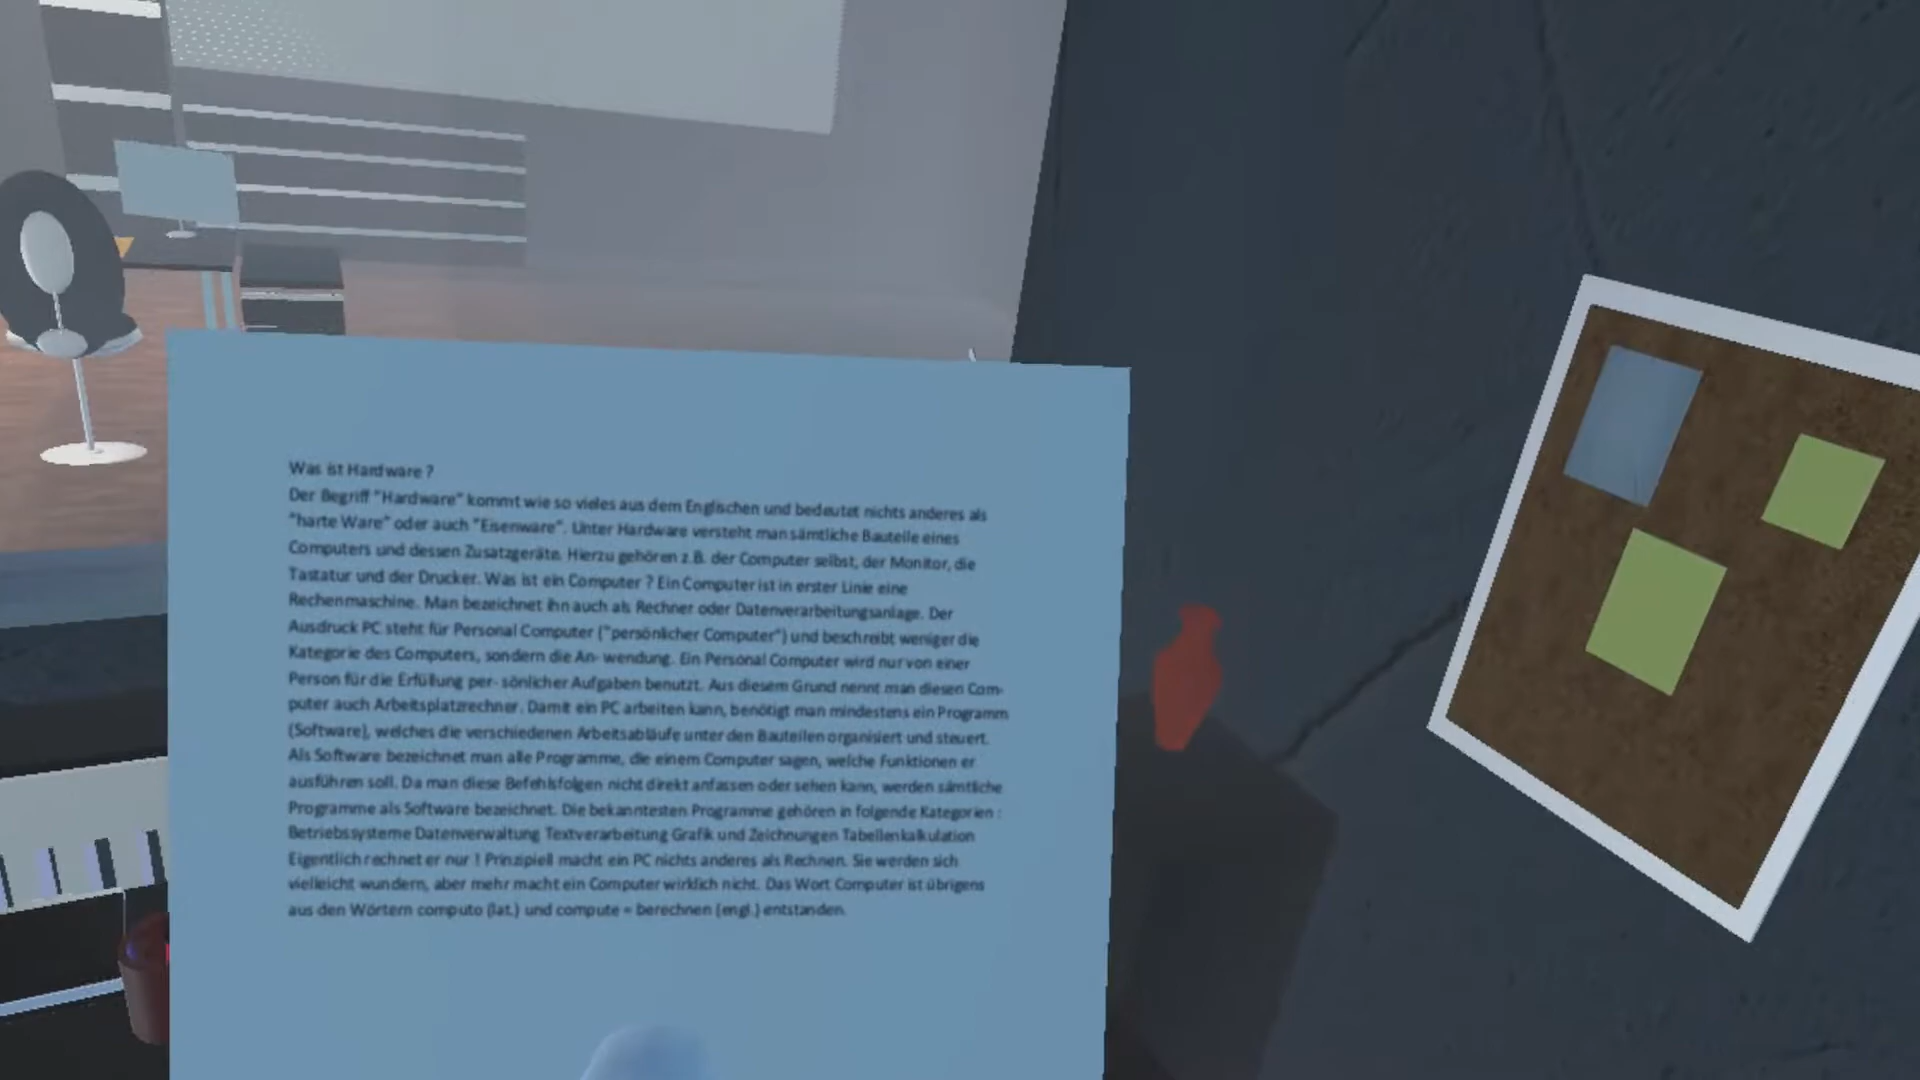 Was ist Hardware ?
Der Begriff "Hardware" kommt wie so vieles aus dem Englischen und bedeutet nichts anderes als
"harte Ware" oder auch "Eisenware". Unter Hardware versteht man sämtliche Bauteile eines
Computers und dessen Zusatzgeräte. Hierzu gehören z.B. der Computer selbst, der Monitor, die
Tastatur und der Drucker. Was ist ein Computer ? Ein Computer ist in erster Linie eine
Rechenmaschine. Man bezeichnet ihn auch als Rechner oder Datenverarbeitungsanlage. Der
Ausdruck PC steht für Personal Computer ("persönlicher Computer") und beschreibt weniger die
Kategorie des Computers, sondern die An- wendung. Ein Personal Computer wird nur von einer
Person für die Erfüllung per- sönlicher Aufgaben benutzt. Aus diesem Grund nennt man diesen Com-
puter auch Arbeitsplatzrechner. Damit ein PC arbeiten kann, benötigt man mindestens ein Programm
(Software), welches die verschiedenen Arbeitsabläufe unter den Bauteilen organisiert und steuert.
Als Software bezeichnet man alle Programme, die einem Computer sagen, welche Funktionen er
ausführen soll. Da man diese Befehlsfolgen nicht direkt anfassen oder sehen kann, werden sämtliche
Programme als Software bezeichnet. Die bekanntesten Programme gehören in folgende Kategorien :
Betriebssysteme Datenverwaltung Textverarbeitung Grafik und Zeichnungen Tabellenkalkulation
Eigentlich rechnet er nur ! Prinzipiell macht ein PC nichts anderes als Rechnen. Sie werden sich
vielleicht wundern, aber mehr macht ein Computer wirklich nicht. Das Wort Computer ist übrigens
aus den Wörtern computo (lat.) und compute = berechnen (engl.) entstanden.